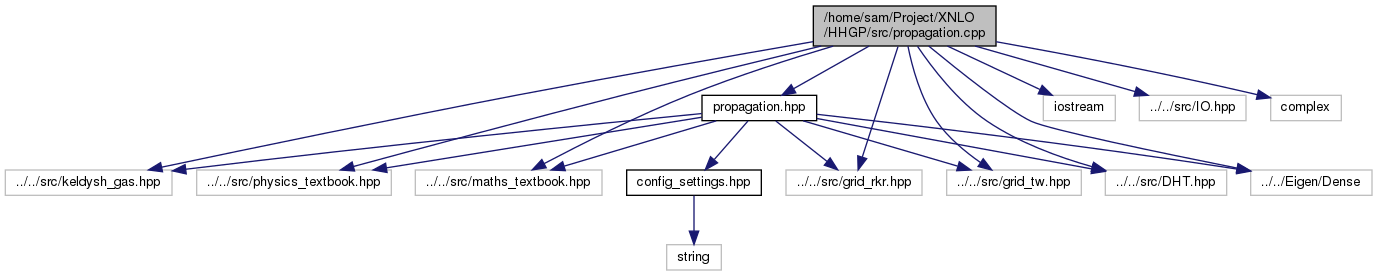 /home/sam/Project/XNLO
/HHGP/src/propagation.cpp
propagation.hpp
iostream
../../src/IO.hpp
complex
../../src/keldysh_gas.hpp
../../src/physics_textbook.hpp
../../src/maths_textbook.hpp
config_settings.hpp
../../src/grid_rkr.hpp
../../src/grid_tw.hpp
../../src/DHT.hpp
../../Eigen/Dense
string